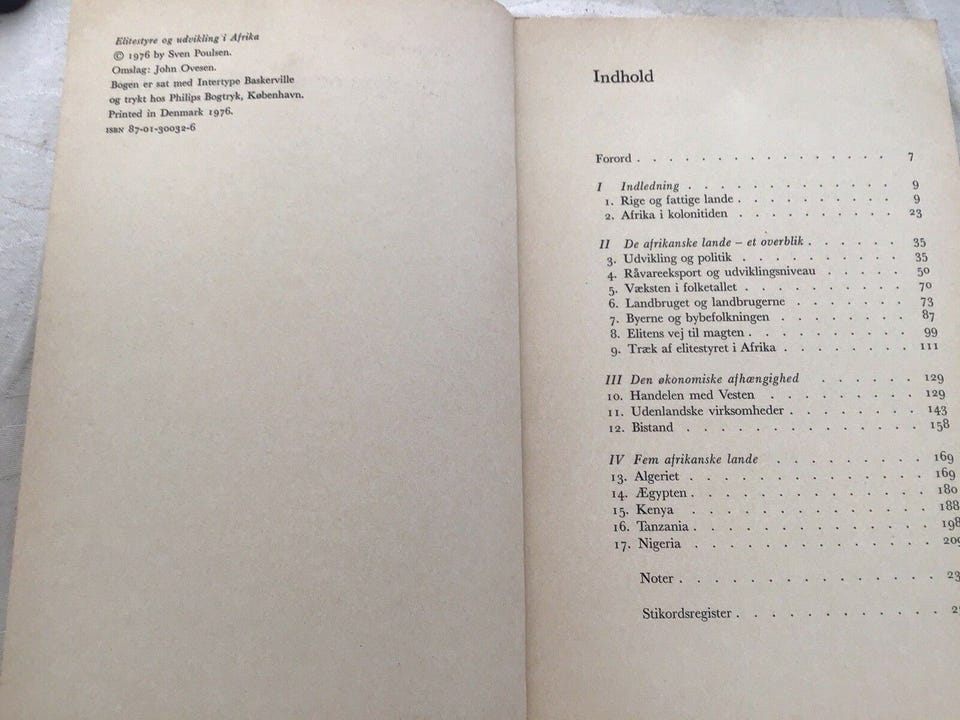 Elitestyre og udvikling i Afrika
© 1976 by Sven Poulsen.
Omslag: John Ovesen.
Bogen er sat med Intertype Baskerville
og trykt hos Philips Bogtryk, København.
Printed in Denmark 1976.
ISBN 87-01-30032-6
Indhold
Forord . . . . . . . . . . . . . . 7
I Indledning . . . . . . . . . . . 9
1. Rige og fattige lande . . . . . . . . . 9
2. Afrika i kolonitiden . . . . . . . . . 23
II De afrikanske lande – et overblik . . . . . . 35
3. Udvikling og politik . . . . . . . . . 35
4. Råvareeksport og udviklingsniveau . . . . . 50
5. Væksten i folketallet . . . . . . . . . 70
6. Landbruget og landbrugerne . . . . . . . 73
7. Byerne og bybefolkningen . . . . . . . 87
8. Elitens vej til magten . . . . . . . . . 99
9. Træk af elitestyret i Afrika . . . . . . . 111
III Den økonomiske afhængighed . . . . . 129
10. Handelen med Vesten . . . . . . . . 129
11. Udenlandske virksomheder . . . . . . . 143
12. Bistand . . . . . . . . . . . . 158
IV Fem afrikanske lande . . . . . . . 169
13. Algeriet . . . . . . . . . . . . 169
14. Ægypten . . . . . . . . . . . . 180
15. Kenya . . . . . . . . . . . . 188
16. Tanzania . . . . . . . . . . . . 198
17. Nigeria . . . . . . . . . . . . 209
Noter . . . . . . . . . . . . 23
Stikordsregister . . . . . . . . . . 2